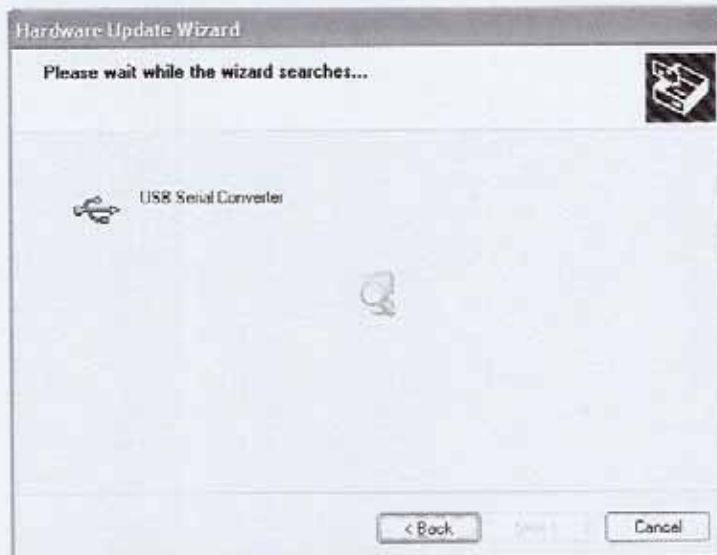 Hardware Update Wizard
Please wait while the wizard searches...
USB Serial Converter
< Back
Cancel